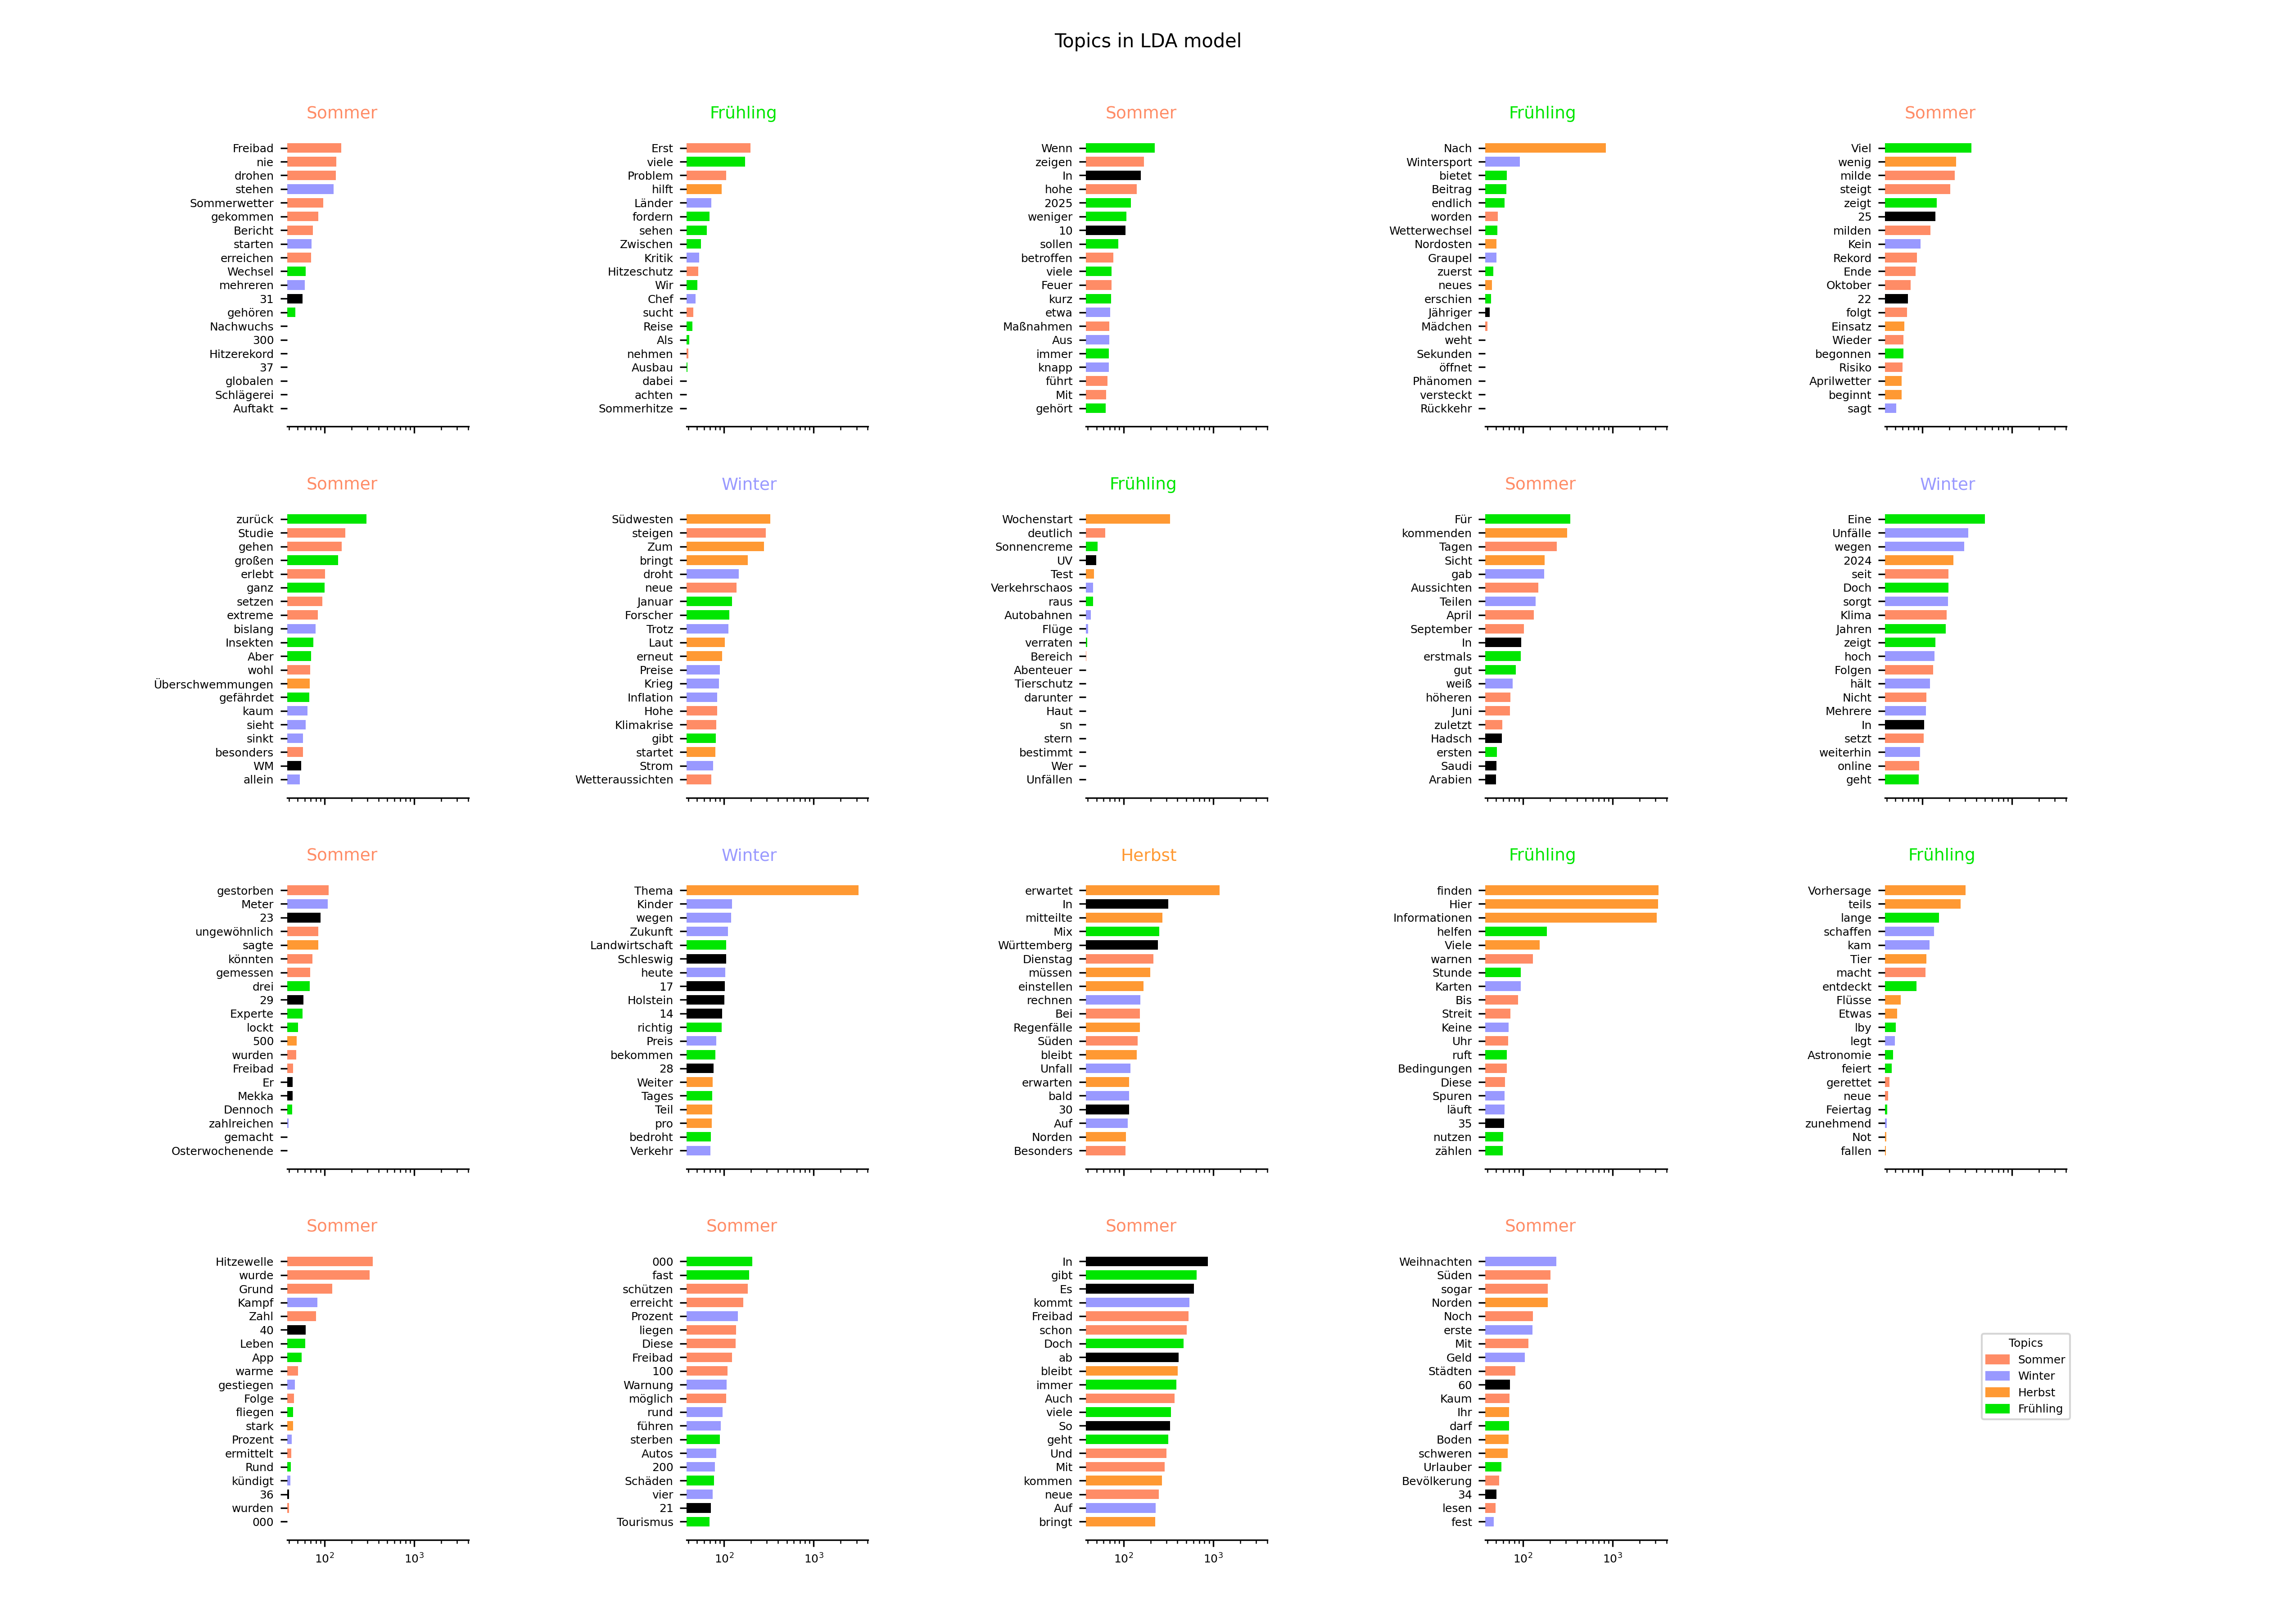 Topics in LDA model
Sommer
Freibad
nie
drohen
stehen
Sommerwetter
gekommen
Bericht
starten
erreichen
Wechsel
mehreren
31
gehören
Nachwuchs
300
Hitzerekord
37
globalen
Schlägerei
Auftakt
Frühling
Erst
viele
Problem
hilft
Länder
fordern
sehen
Zwischen
Kritik
Hitzeschutz
Wir
Chef
sucht
Reise
Als
nehmen
Ausbau
dabei
achten
Sommerhitze
Sommer
Wenn
zeigen
In
hohe
2025
weniger
10
sollen
betroffen
viele
Feuer
kurz
etwa
Maßnahmen
Aus
immer
knapp
führt
Mit
gehört
Frühling
Nach
Wintersport
bietet
Beitrag
endlich
worden
Wetterwechsel
Nordosten
Graupel
zuerst
neues
erschien
Jähriger
Mädchen
weht
Sekunden
öffnet
Phänomen
versteckt
Rückkehr
Sommer
Viel
wenig
milde
steigt
zeigt
25
milden
Kein
Rekord
Ende
Oktober
22
folgt
Einsatz
Wieder
begonnen
Risiko
Aprilwetter
beginnt
sagt
Sommer
zurück
Studie
gehen
großen
erlebt
ganz
setzen
extreme
bislang
Insekten
Aber
wohl
Überschwemmungen
gefährdet
kaum
sieht
sinkt
besonders
WM
allein
Winter
Südwesten
steigen
Zum
bringt
droht
neue
Januar
Forscher
Trotz
Laut
erneut
Preise
Krieg
Inflation
Hohe
Klimakrise
gibt
startet
Strom
Wetteraussichten
Frühling
Wochenstart
deutlich
Sonnencreme
UV
Test
Verkehrschaos
raus
Autobahnen
Flüge
verraten
Bereich
Abenteuer
Tierschutz
darunter
Haut
sn
stern
bestimmt
Wer
Unfällen
Sommer
Für
kommenden
Tagen
Sicht
gab
Aussichten
Teilen
April
September
In
erstmals
gut
weiß
höheren
Juni
zuletzt
Hadsch
ersten
Saudi
Arabien
Winter
Eine
Unfälle
wegen
2024
seit
Doch
sorgt
Klima
Jahren
zeigt
hoch
Folgen
hält
Nicht
Mehrere
In
setzt
weiterhin
online
geht
Sommer
gestorben
Meter
23
ungewöhnlich
sagte
könnten
gemessen
drei
29
Experte
lockt
500
wurden
Freibad
Er
Mekka
Dennoch
zahlreichen
gemacht
Osterwochenende
Winter
Thema
Kinder
wegen
Zukunft
Landwirtschaft
Schleswig
heute
17
Holstein
14
richtig
Preis
bekommen
28
Weiter
Tages
Teil
pro
bedroht
Verkehr
Herbst
erwartet
In
mitteilte
Mix
Württemberg
Dienstag
müssen
einstellen
rechnen
Bei
Regenfälle
Süden
bleibt
Unfall
erwarten
bald
30
Auf
Norden
Besonders
Frühling
finden
Hier
Informationen
helfen
Viele
warnen
Stunde
Karten
Bis
Streit
Keine
Uhr
ruft
Bedingungen
Diese
Spuren
läuft
35
nutzen
zählen
Frühling
Vorhersage
teils
lange
schaffen
kam
Tier
macht
entdeckt
Flüsse
Etwas
lby
legt
Astronomie
feiert
gerettet
neue
Feiertag
zunehmend
Not
fallen
Sommer
Hitzewelle
wurde
Grund
Kampf
Zahl
40
Leben
App
warme
gestiegen
Folge
fliegen
stark
Prozent
ermittelt
Rund
kündigt
36
wurden
000
10² 10³
Sommer
000
fast
schützen
erreicht
Prozent
liegen
Diese
Freibad
100
Warnung
möglich
rund
führen
sterben
Autos
200
Schäden
vier
21
Tourismus
10² 10³
Sommer
In
gibt
Es
kommt
Freibad
schon
Doch
ab
bleibt
immer
Auch
viele
So
geht
Und
Mit
kommen
neue
Auf
bringt
10² 10³
Sommer
Weihnachten
Süden
sogar
Norden
Noch
erste
Mit
Geld
Städten
60
Kaum
Ihr
darf
Boden
schweren
Urlauber
Bevölkerung
34
lesen
fest
10² 10³
Topics
Sommer
Winter
Herbst
Frühling